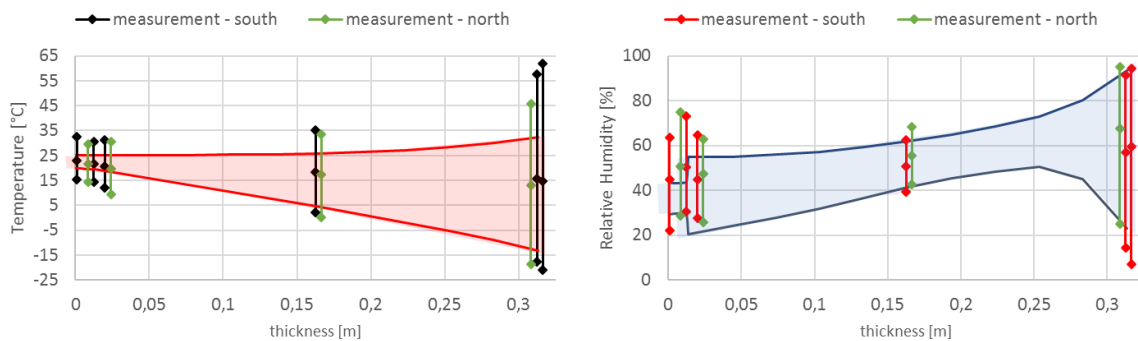 measurement - south measurement - north
Temperature [°C]
65
55
45
35
25
15
5
-5
-15
-25
0 0,05 0,1 0,15 0,2 0,25 0,3
thickness [m]
measurement - south measurement - north
Relative Humidity [%]
100
80
60
40
20
0
0 0,05 0,1 0,15 0,2 0,25 0,3
thickness [m]